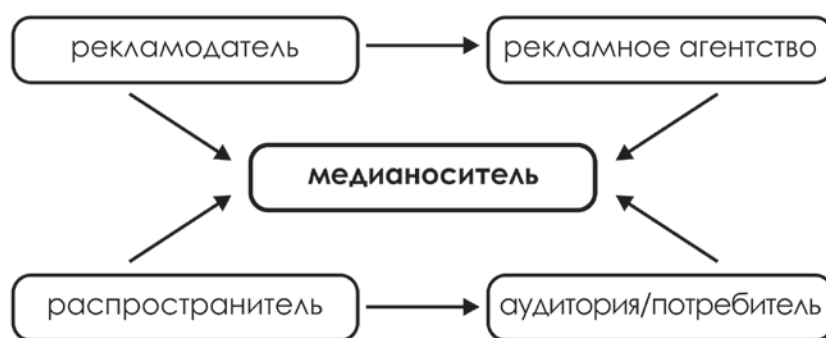 рекламодатель
рекламное агентство
медианоситель
распространитель
аудитория/потребитель